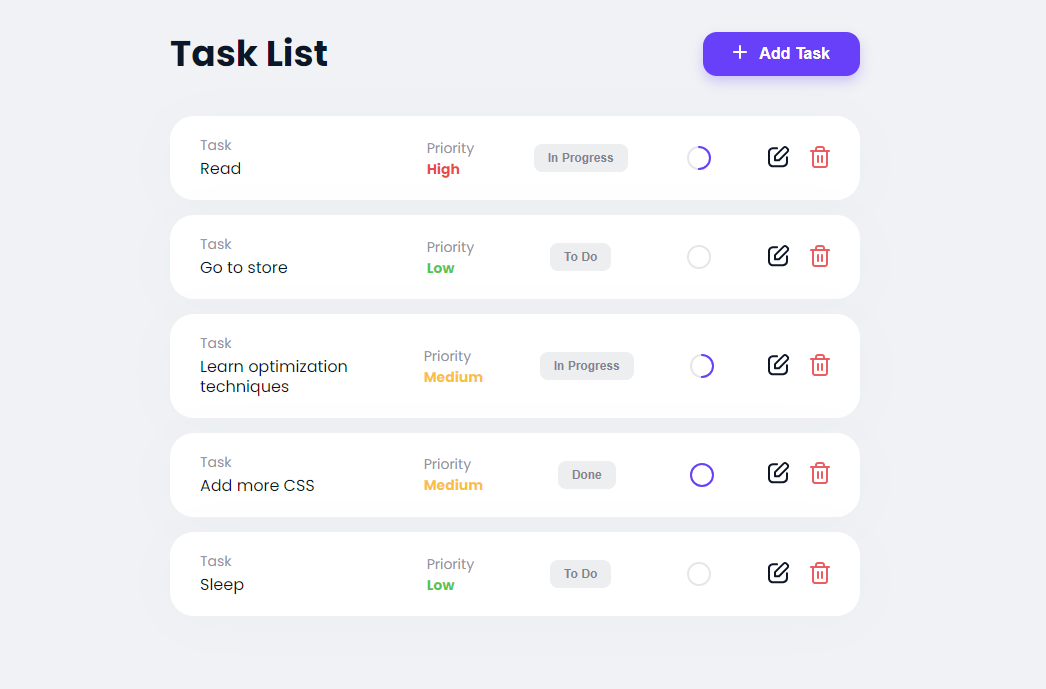 Task List
Add Task
Task
Read
Priority
High
In Progress
Task
Go to store
Priority
Low
To Do
Task
Learn optimization
techniques
Priority
Medium
In Progress
Task
Add more CSS
Priority
Medium
Done
Task
Sleep
Priority
Low
To Do